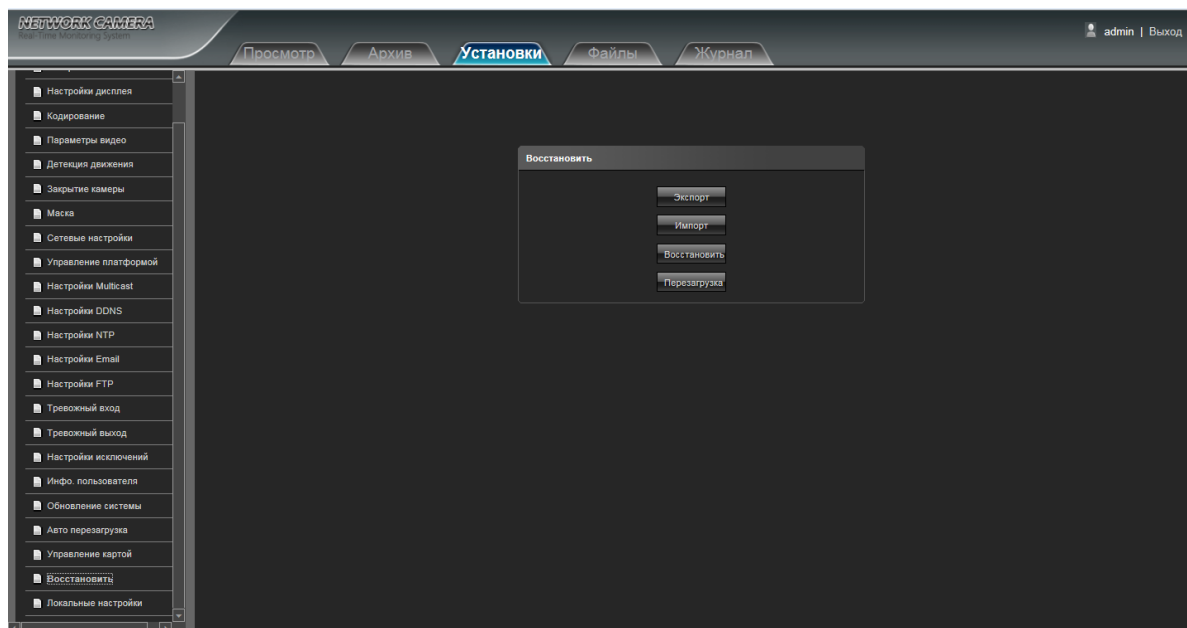 NETWORK CAMERA
Real-Time Monitoring System
admin | Выход
Просмотр
Архив
Установки
Файлы
Журнал
Настройки дисплея
Кодирование
Параметры видео
Детекция движения
Закрытие камеры
Маска
Сетевые настройки
Управление платформой
Настройки Multicast
Настройки DDNS
Настройки NTP
Настройки Email
Настройки FTP
Тревожный вход
Тревожный выход
Настройки исключений
Инфо. пользователя
Обновление системы
Авто перезагрузка
Управление картой
Восстановить
Локальные настройки
Восстановить
Экспорт
Импорт
Восстановить
Перезагрузка